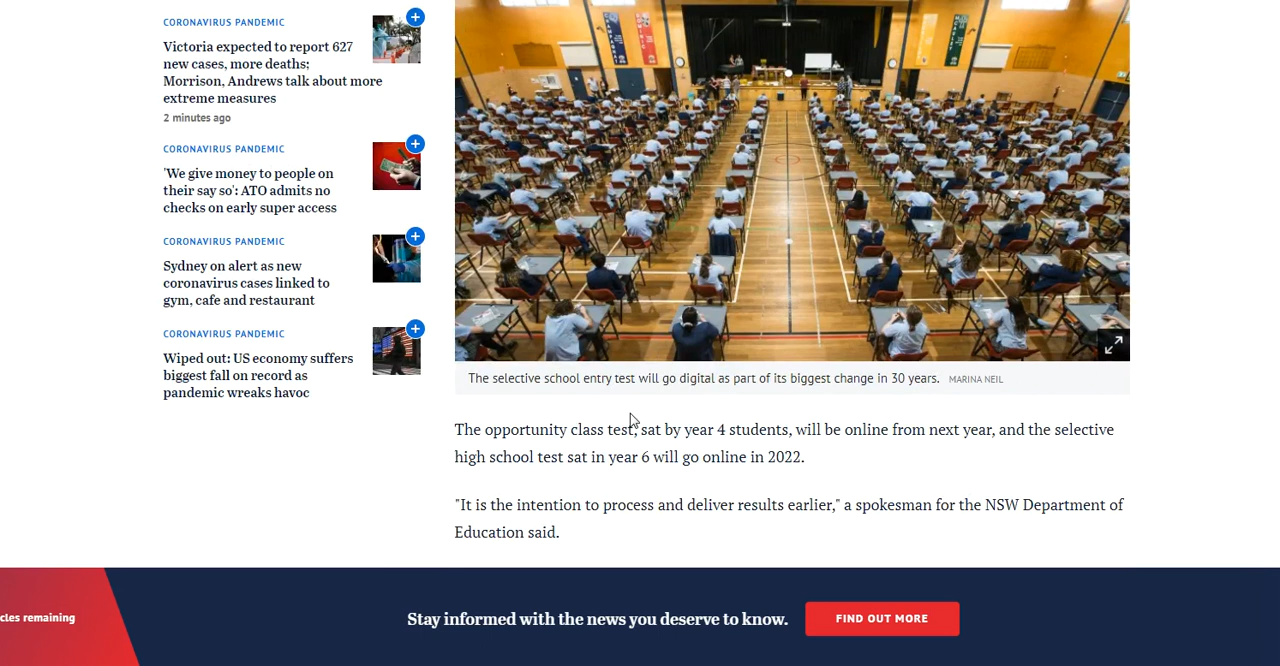 CORONAVIRUS PANDEMIC
Victoria expected to report 627
new cases, more deaths;
Morrison, Andrews talk about more
extreme measures
2 minutes ago
CORONAVIRUS PANDEMIC
'We give money to people on
their say so': ATO admits no
checks on early super access
CORONAVIRUS PANDEMIC
Sydney on alert as new
coronavirus cases linked to
gym, cafe and restaurant
CORONAVIRUS PANDEMIC
Wiped out: US economy suffers
biggest fall on record as
pandemic wreaks havoc
The selective school entry test will go digital as part of its biggest change in 30 years. MARINA NEIL
The opportunity class test, sat by year 4 students, will be online from next year, and the selective
high school test sat in year 6 will go online in 2022.
"It is the intention to process and deliver results earlier," a spokesman for the NSW Department of
Education said.
cles remaining
Stay informed with the news you deserve to know.
FIND OUT MORE